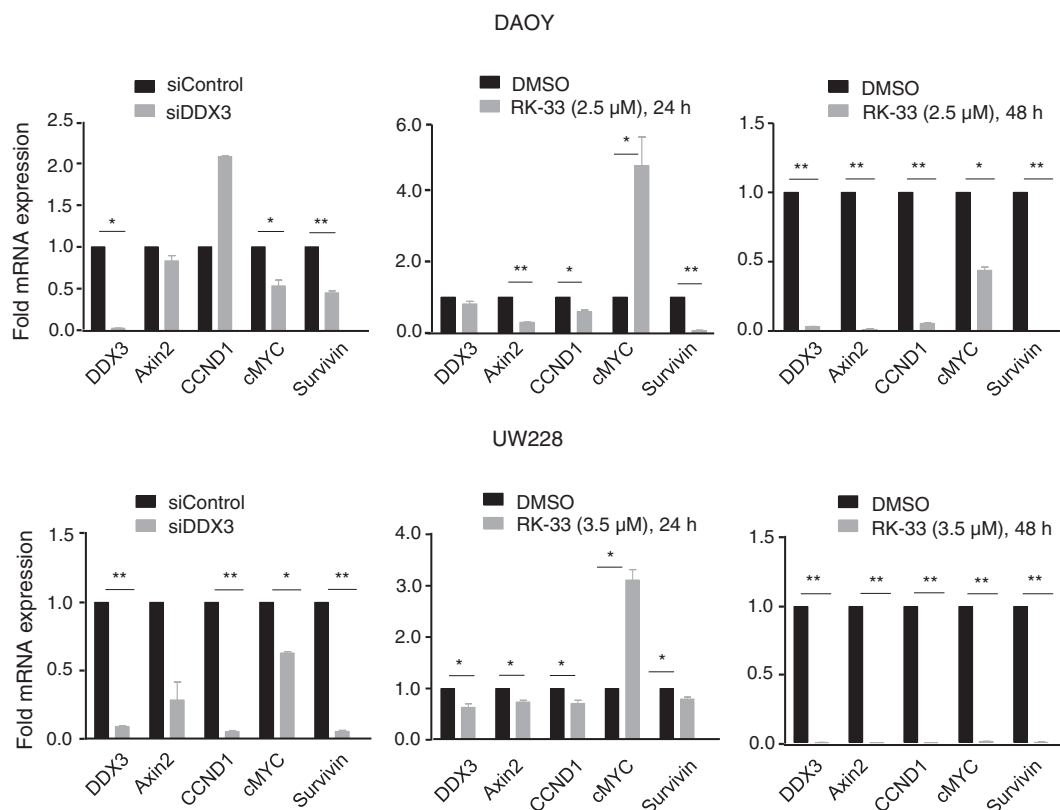 DAOY
siControl
siDDX3
Fold mRNA expression
2.5
2.0
1.5
1.0
0.5
0.0
*
*
**
DDX3
Axin2
CCND1
cMYC
Survivin
DMSO
RK-33 (2.5 µM), 24 h
6.0
4.0
2.0
0.0
**
*
*
**
DDX3
Axin2
CCND1
cMYC
Survivin
DMSO
RK-33 (2.5 µM), 48 h
1.5
1.0
0.5
0.0
**
**
**
*
**
DDX3
Axin2
CCND1
cMYC
Survivin
UW228
siControl
siDDX3
Fold mRNA expression
1.5
1.0
0.5
0.0
**
**
*
**
DDX3
Axin2
CCND1
cMYC
Survivin
DMSO
RK-33 (3.5 µM), 24 h
4.0
3.0
2.0
1.0
0.0
*
*
*
*
*
DDX3
Axin2
CCND1
cMYC
Survivin
DMSO
RK-33 (3.5 µM), 48 h
1.5
1.0
0.5
0.0
**
**
**
**
**
DDX3
Axin2
CCND1
cMYC
Survivin